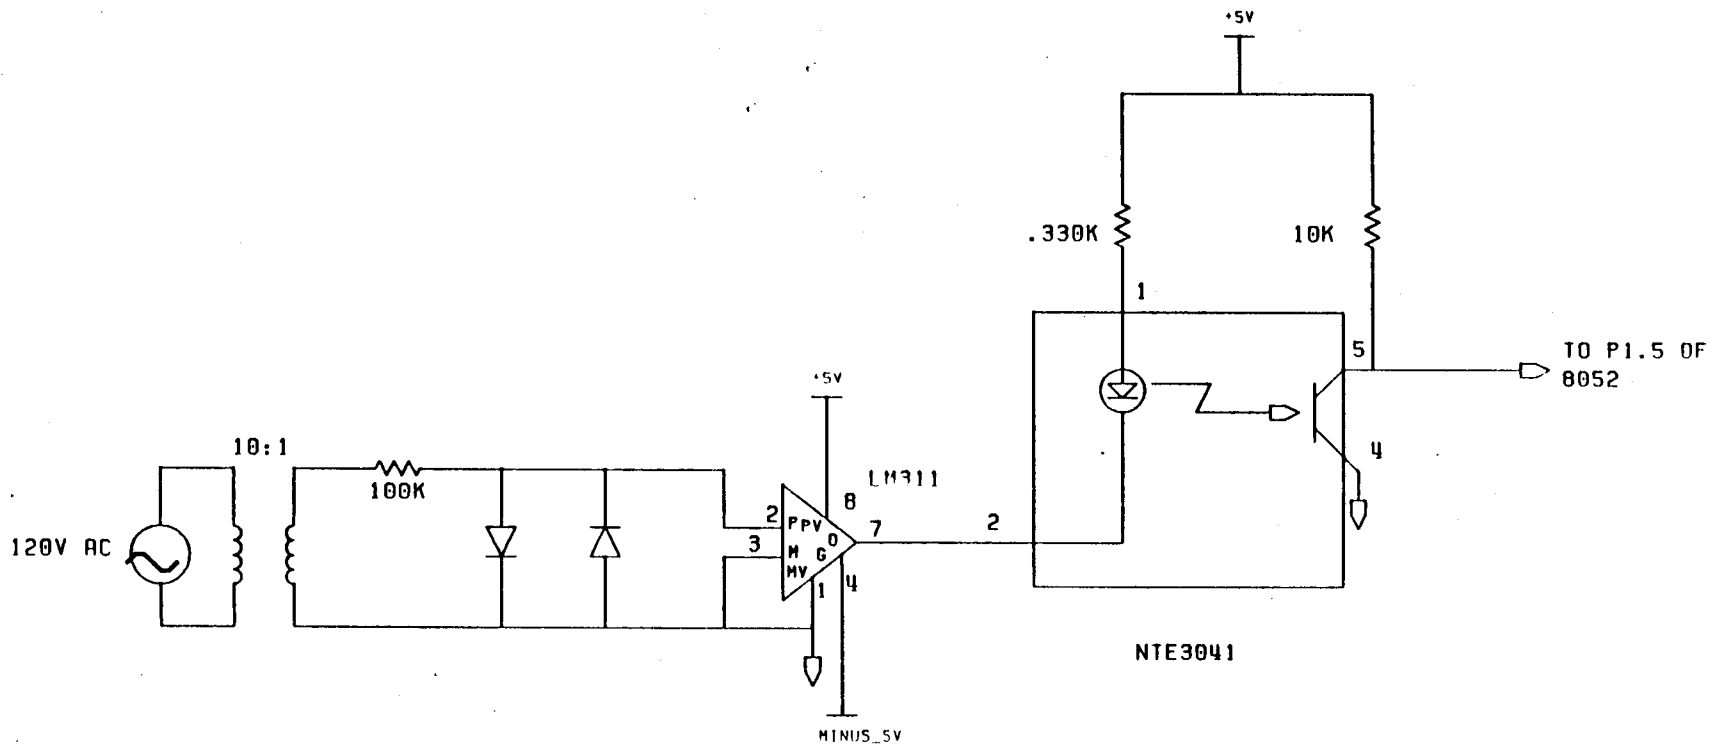 +5V
.330K
10K
1
5
TO P1.5 OF
8052
+5V
4
10:1
100K
LM311
8
2
P
PV
7
2
120V AC
3
M
O
G
MV
1
4
NTE3041
MINUS_5V